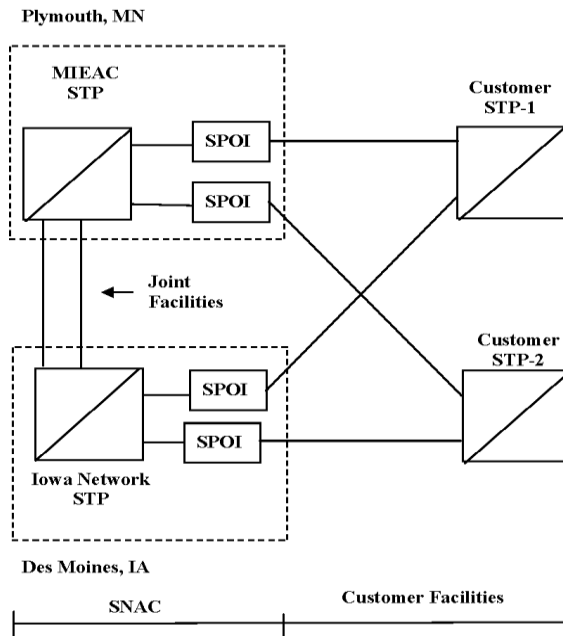 Plymouth, MN
MIEAC
STP
Customer
STP-1
SPOI
SPOI
Joint
Facilities
Customer
STP-2
SPOI
SPOI
Iowa Network
STP
Des Moines, IA
SNAC
Customer Facilities